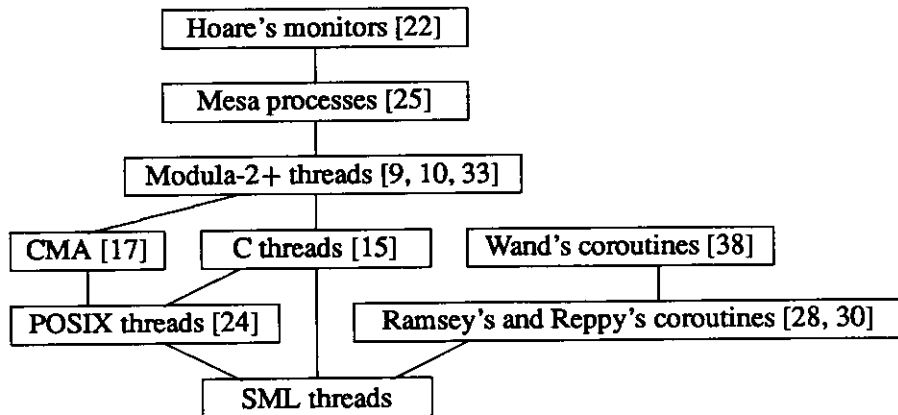 Hoare's monitors [22]
Mesa processes [25]
Modula-2+ threads [9, 10, 33]
CMA [17]
C threads [15]
Wand's coroutines [38]
POSIX threads [24]
Ramsey's and Reppy's coroutines [28, 30]
SML threads